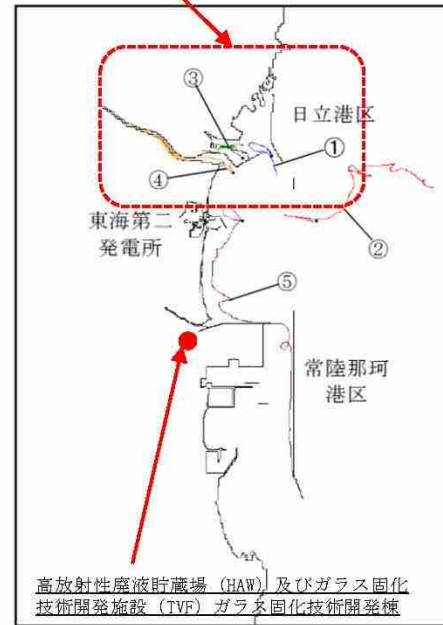 ③
日立港区
①
④
東海第二
発電所
②
⑤
常陸那珂
港区
高放射性廃液貯蔵場（HAW）及びガラス固化
技術開発施設（TVF）ガラス固化技術開発棟